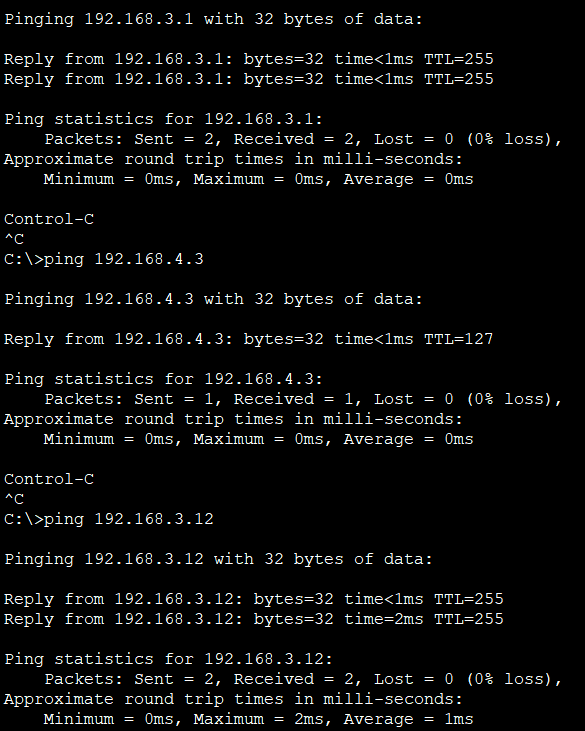 Pinging 192.168.3.1 with 32 bytes of data:
Reply from 192.168.3.1: bytes=32 time<1ms TTL=255
Reply from 192.168.3.1: bytes=32 time<1ms TTL=255
Ping statistics for 192.168.3.1:
    Packets: Sent = 2, Received = 2, Lost = 0 (0% loss),
Approximate round trip times in milli-seconds:
    Minimum = 0ms, Maximum = 0ms, Average = 0ms
Control-C
^C
C:\>ping 192.168.4.3
Pinging 192.168.4.3 with 32 bytes of data:
Reply from 192.168.4.3: bytes=32 time<1ms TTL=127
Ping statistics for 192.168.4.3:
    Packets: Sent = 1, Received = 1, Lost = 0 (0% loss),
Approximate round trip times in milli-seconds:
    Minimum = 0ms, Maximum = 0ms, Average = 0ms
Control-C
^C
C:\>ping 192.168.3.12
Pinging 192.168.3.12 with 32 bytes of data:
Reply from 192.168.3.12: bytes=32 time<1ms TTL=255
Reply from 192.168.3.12: bytes=32 time=2ms TTL=255
Ping statistics for 192.168.3.12:
    Packets: Sent = 2, Received = 2, Lost = 0 (0% loss),
Approximate round trip times in milli-seconds:
    Minimum = 0ms, Maximum = 2ms, Average = 1ms